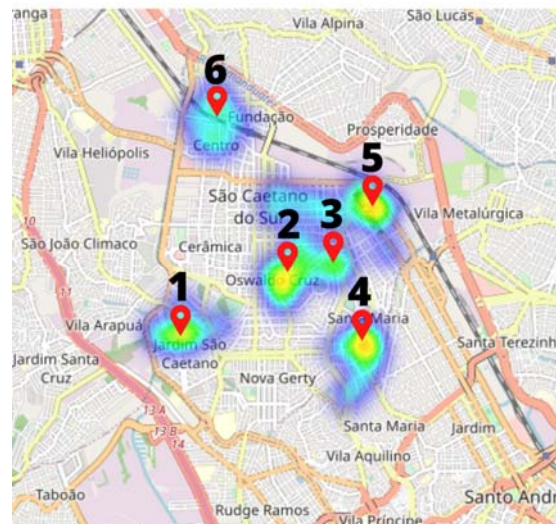 São Lucas
Vila Alpina
anga
6
Fundação
Prosperidade
Centro
Vila Heliópolis
5
São Caetano
do Sul
10
2
3
Vila Metalúrgica
São João Climaco
Cerâmica
11
Oswaldo Cruz
1
4
Santa Maria
Vila Arapuá
Santa Terezinh
Jardim São
Caetano
Jardim Santa
Cruz
Nova Gerty
13 A
13 B
14
Santa Maria
Jardim
Vila Aquilino
Taboão
Santo Andr
Rudge Ramos
Vila Príncipe